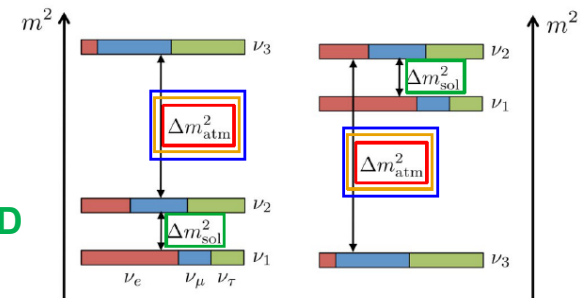 m² m²
ν₃ ν₂
Δm²sol
ν₁
Δm²atm Δm²atm
D ν₂
Δm²sol
ν₁ ν₃
νₑ νμ ντ